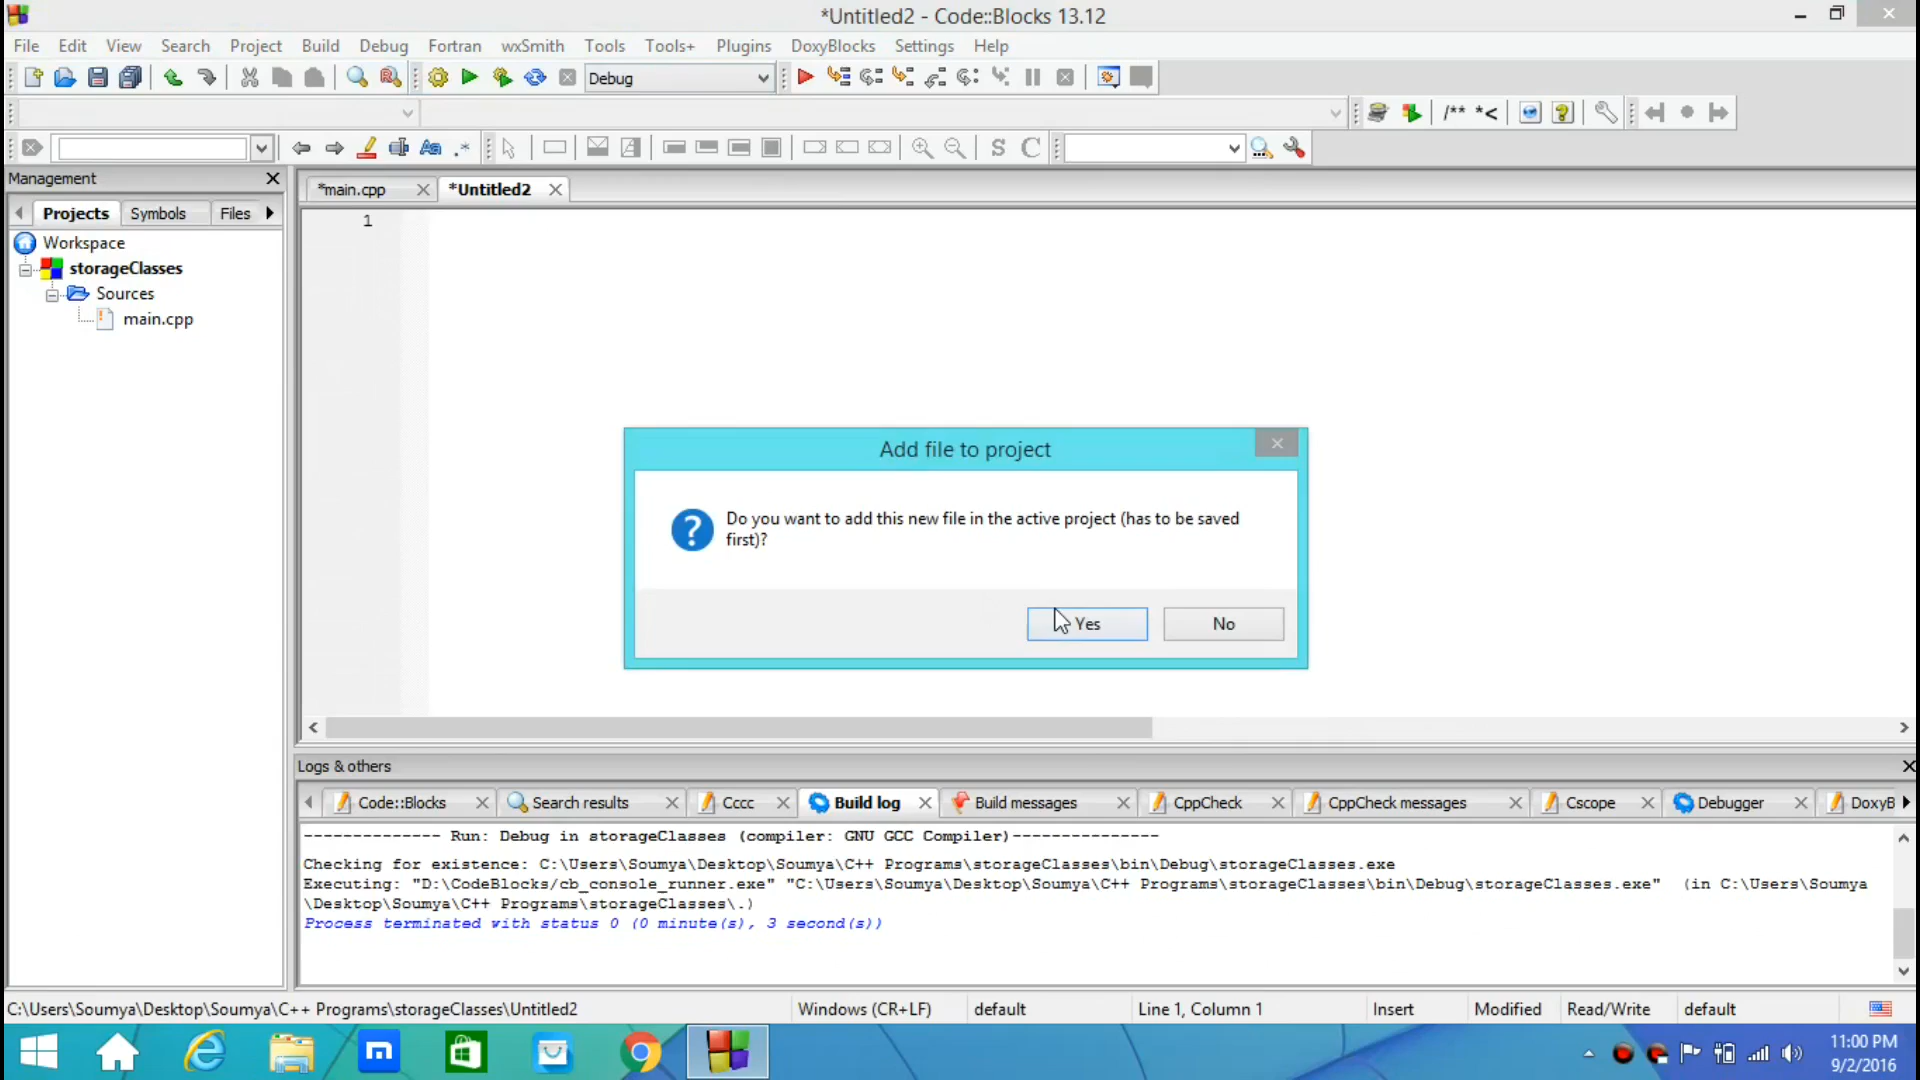 *Untitled2 - Code::Blocks 13.12
File Edit View Search Project Build Debug Fortran wxSmith Tools Tools+ Plugins DoxyBlocks Settings Help
Debug
/** *<
S C
Management
*main.cpp *Untitled2
Projects Symbols Files
1
Workspace
storageClasses
Sources
main.cpp
Add file to project
Do you want to add this new file in the active project (has to be saved
first)?
Yes No
Logs & others
Code::Blocks Search results Cccc Build log Build messages CppCheck CppCheck messages Cscope Debugger DoxyB
-------------- Run: Debug in storageClasses (compiler: GNU GCC Compiler)---------------
Checking for existence: C:\Users\Soumya\Desktop\Soumya\C++ Programs\storageClasses\bin\Debug\storageClasses.exe
Executing: "D:\CodeBlocks/cb_console_runner.exe" "C:\Users\Soumya\Desktop\Soumya\C++ Programs\storageClasses\bin\Debug\storageClasses.exe" (in C:\Users\Soumya
\Desktop\Soumya\C++ Programs\storageClasses\.)
Process terminated with status 0 (0 minute(s), 3 second(s))
C:\Users\Soumya\Desktop\Soumya\C++ Programs\storageClasses\Untitled2 Windows (CR+LF) default Line 1, Column 1 Insert Modified Read/Write default
11:00 PM
9/2/2016